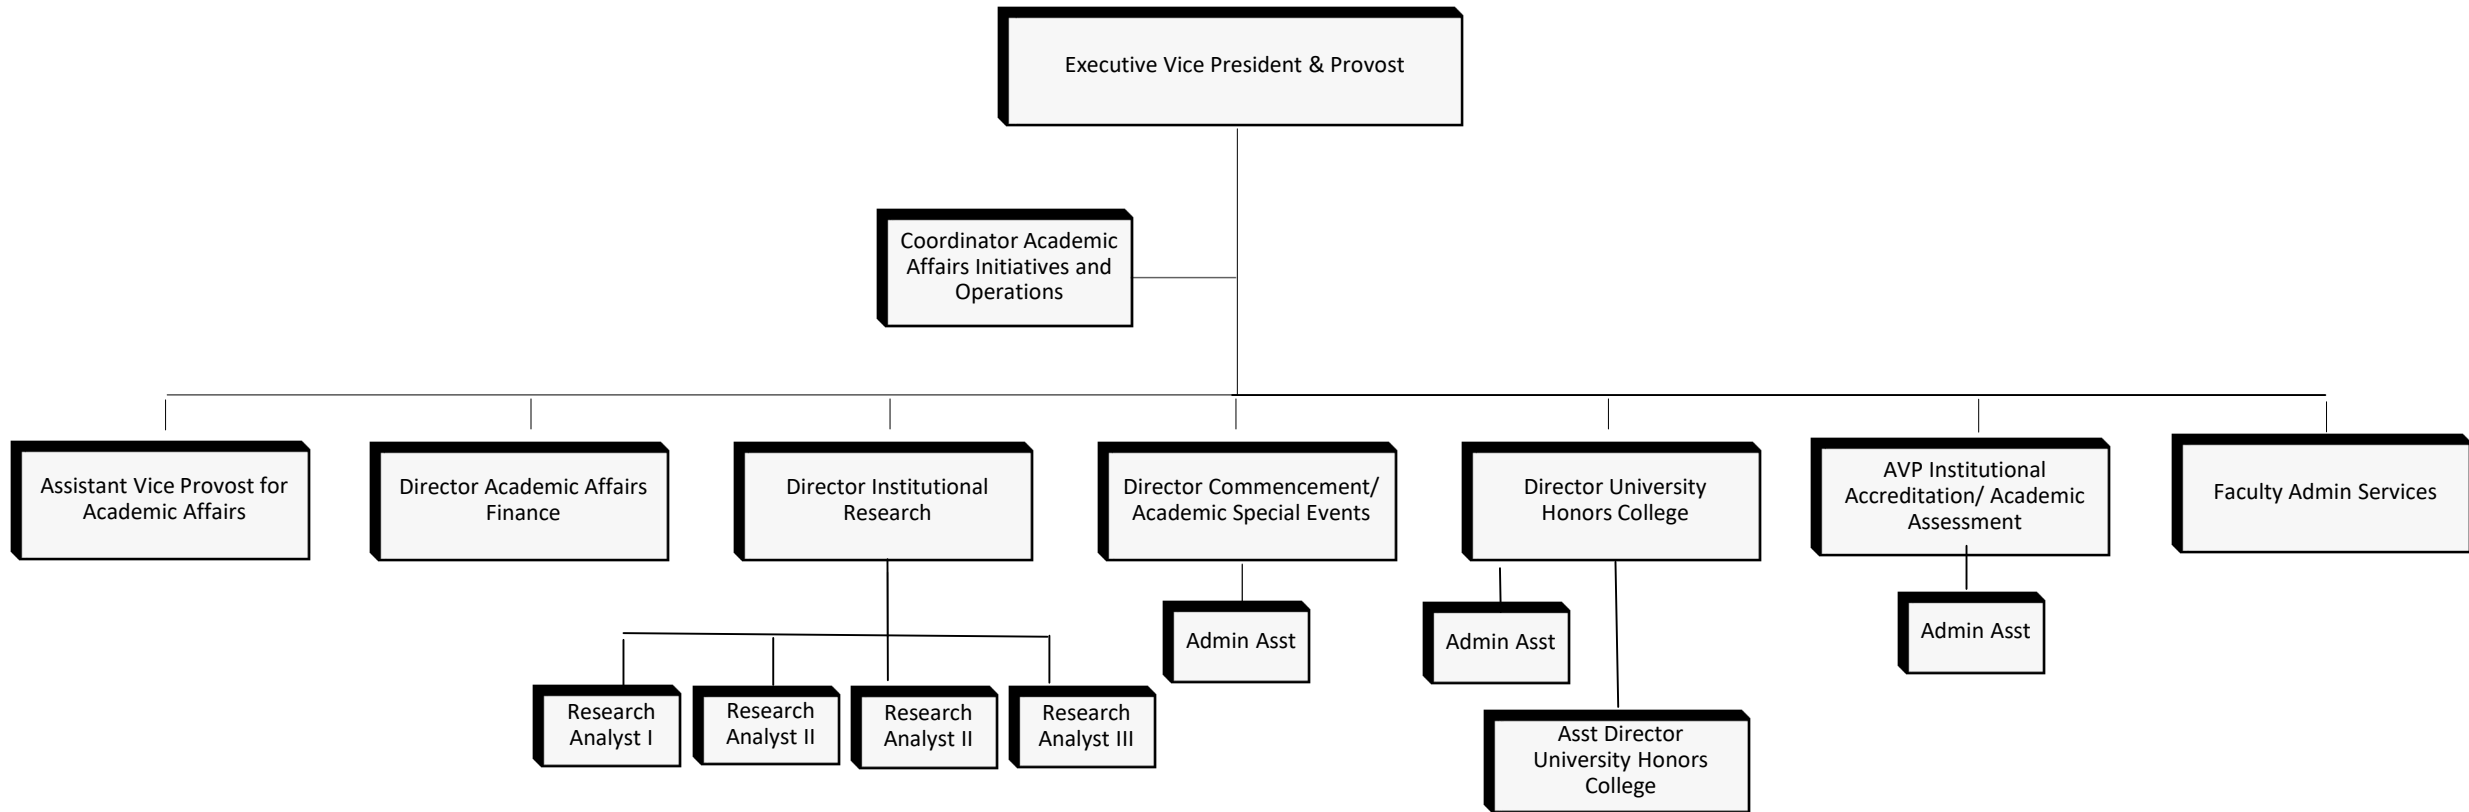 Executive Vice President & Provost
Coordinator Academic
Affairs Initiatives and
Operations
Assistant Vice Provost for
Academic Affairs
Director Academic Affairs
Finance
Director Institutional
Research
Director Commencement/
Academic Special Events
Director University
Honors College
AVP Institutional
Accreditation/ Academic
Assessment
Faculty Admin Services
Admin Asst
Admin Asst
Admin Asst
Research
Analyst I
Research
Analyst II
Research
Analyst II
Research
Analyst III
Asst Director
University Honors
College